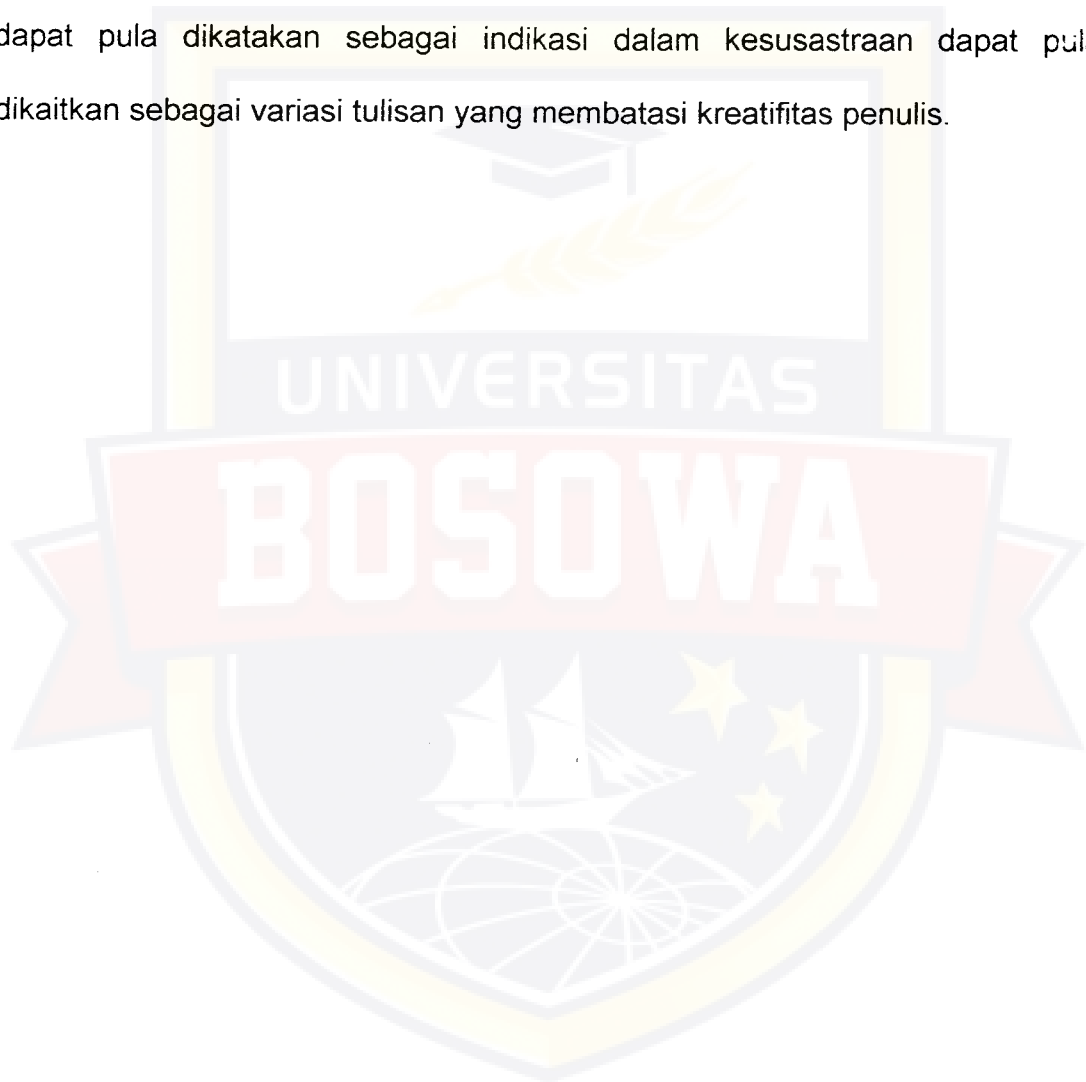 dapat pula dikatakan sebagai indikasi dalam kesusastraan dapat pul
dikaitkan sebagai variasi tulisan yang membatasi kreatifitas penulis.
UNIVERSITAS
BOSOWA